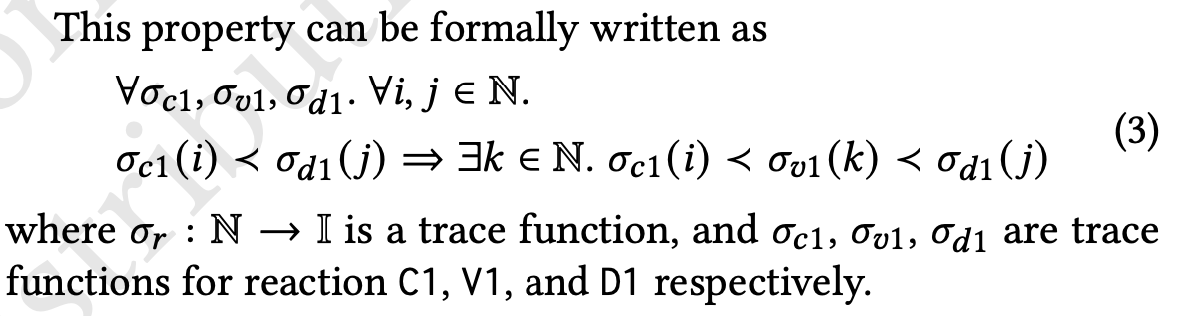 This property can be formally written as
∀σc1, σv1, σd1. ∀i, j ∈ ℕ.
σc1(i) ≺ σd1(j) ⇒ ∃k ∈ ℕ. σc1(i) ≺ σv1(k) ≺ σd1(j)
(3)
where σr : ℕ → 𝕀 is a trace function, and σc1, σv1, σd1 are trace
functions for reaction C1, V1, and D1 respectively.